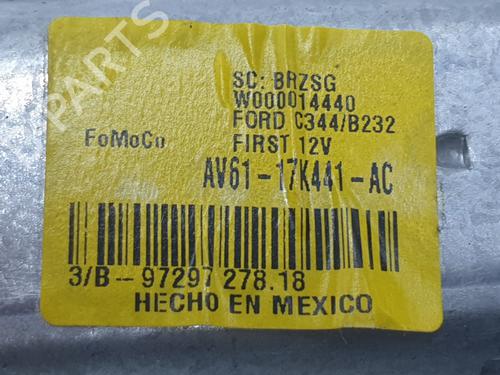 SC: BRZSG
W000014440
FORD C344/B232
FoMoCo FIRST 12V
AV61-17K441-AC
3/B-97297 278.18
HECHO EN MEXICO